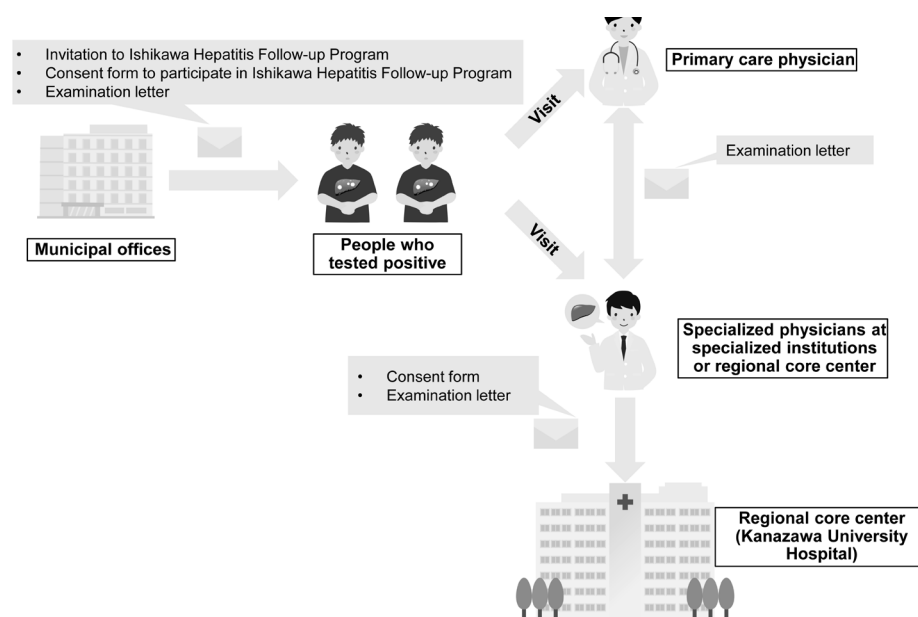 • Invitation to Ishikawa Hepatitis Follow-up Program
• Consent form to participate in Ishikawa Hepatitis Follow-up Program
• Examination letter
Municipal offices
People who
tested positive
Visit
Visit
Primary care physician
Examination letter
Specialized physicians at
specialized institutions
or regional core center
• Consent form
• Examination letter
Regional core center
(Kanazawa University
Hospital)